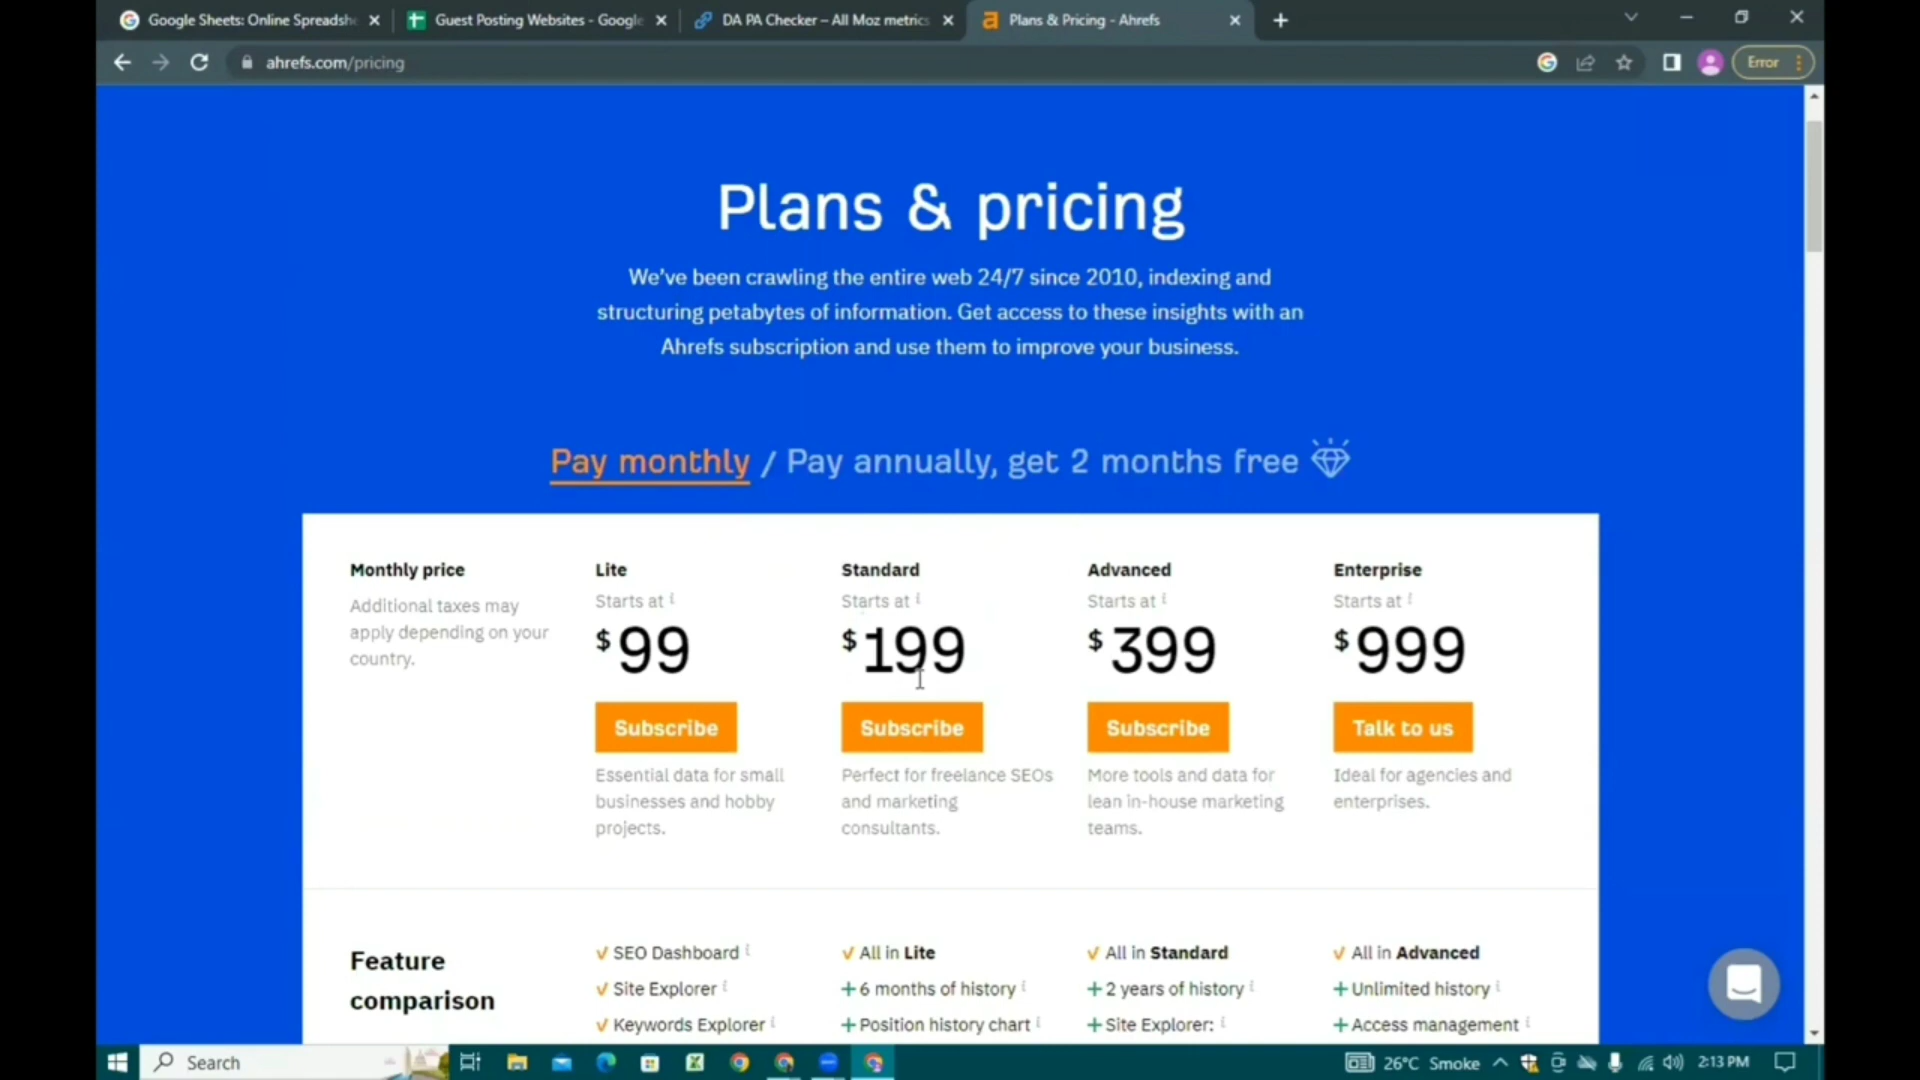 Google Sheets: Online Spreadshe
Guest Posting Websites - Google
DA PA Checker – All Moz metrics
Plans & Pricing - Ahrefs
ahrefs.com/pricing
Error
Plans & pricing
We've been crawling the entire web 24/7 since 2010, indexing and
structuring petabytes of information. Get access to these insights with an
Ahrefs subscription and use them to improve your business.
Pay monthly / Pay annually, get 2 months free
Monthly price
Additional taxes may
apply depending on your
country.
Lite
Starts at i
$99
Subscribe
Essential data for small
businesses and hobby
projects.
Standard
Starts at i
$199
Subscribe
Perfect for freelance SEOs
and marketing
consultants.
Advanced
Starts at i
$399
Subscribe
More tools and data for
lean in-house marketing
teams.
Enterprise
Starts at i
$999
Talk to us
Ideal for agencies and
enterprises.
Feature
comparison
✓ SEO Dashboard i
✓ Site Explorer i
✓ Keywords Explorer i
✓ All in Lite
+ 6 months of history i
+ Position history chart i
✓ All in Standard
+ 2 years of history i
+ Site Explorer: i
✓ All in Advanced
+ Unlimited history i
+ Access management i
Search
26°C Smoke
2:13 PM